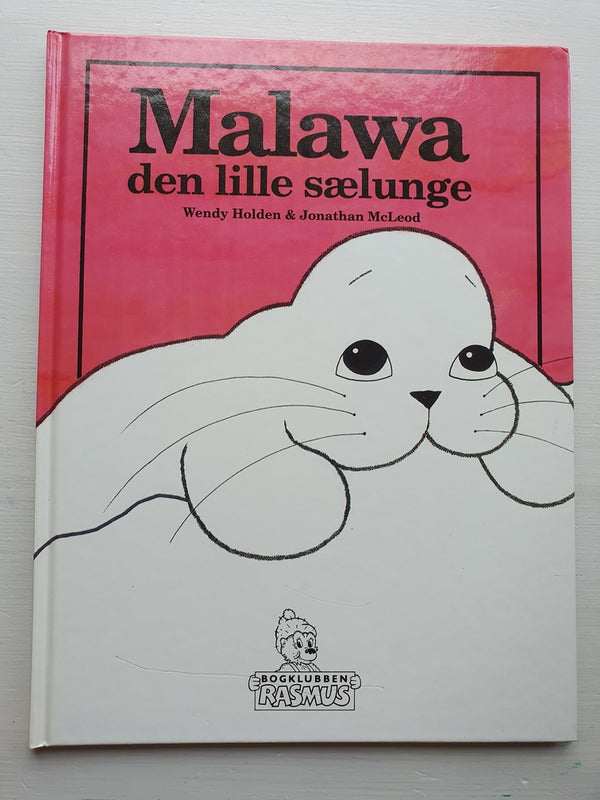 Malawa
den lille sælunge
Wendy Holden & Jonathan McLeod
BOGKLUBBEN
RASMUS